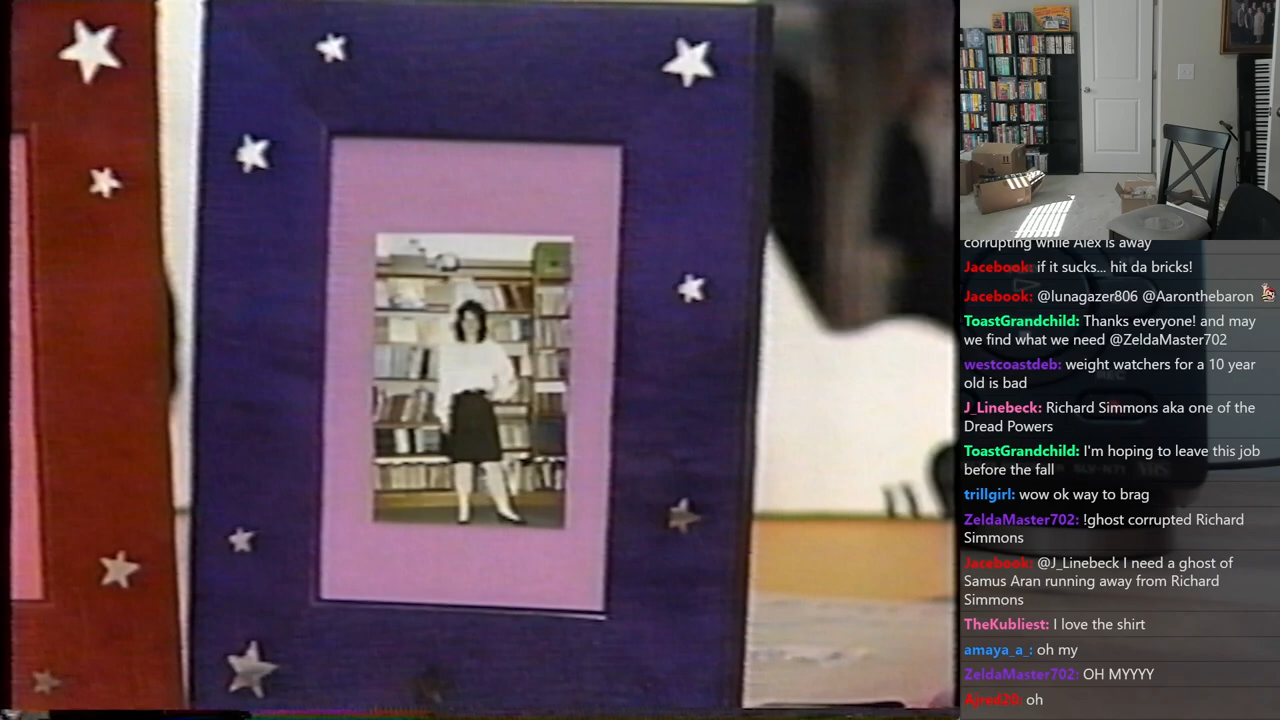 corrupting while Alex is away
Jacebook: if it sucks... hit da bricks!
Jacebook: @lunagazer806 @Aaronthebaron
ToastGrandchild: Thanks everyone! and may
we find what we need @ZeldaMaster702
westcoastdeb: weight watchers for a 10 year
old is bad
J_Linebeck: Richard Simmons aka one of the
Dread Powers
ToastGrandchild: I'm hoping to leave this job
before the fall
trillgirl: wow ok way to brag
ZeldaMaster702: !ghost corrupted Richard
Simmons
Jacebook: @J_Linebeck I need a ghost of
Samus Aran running away from Richard
Simmons
TheKubliest: I love the shirt
amaya_a_: oh my
ZeldaMaster702: OH MYYYY
Ajred20: oh